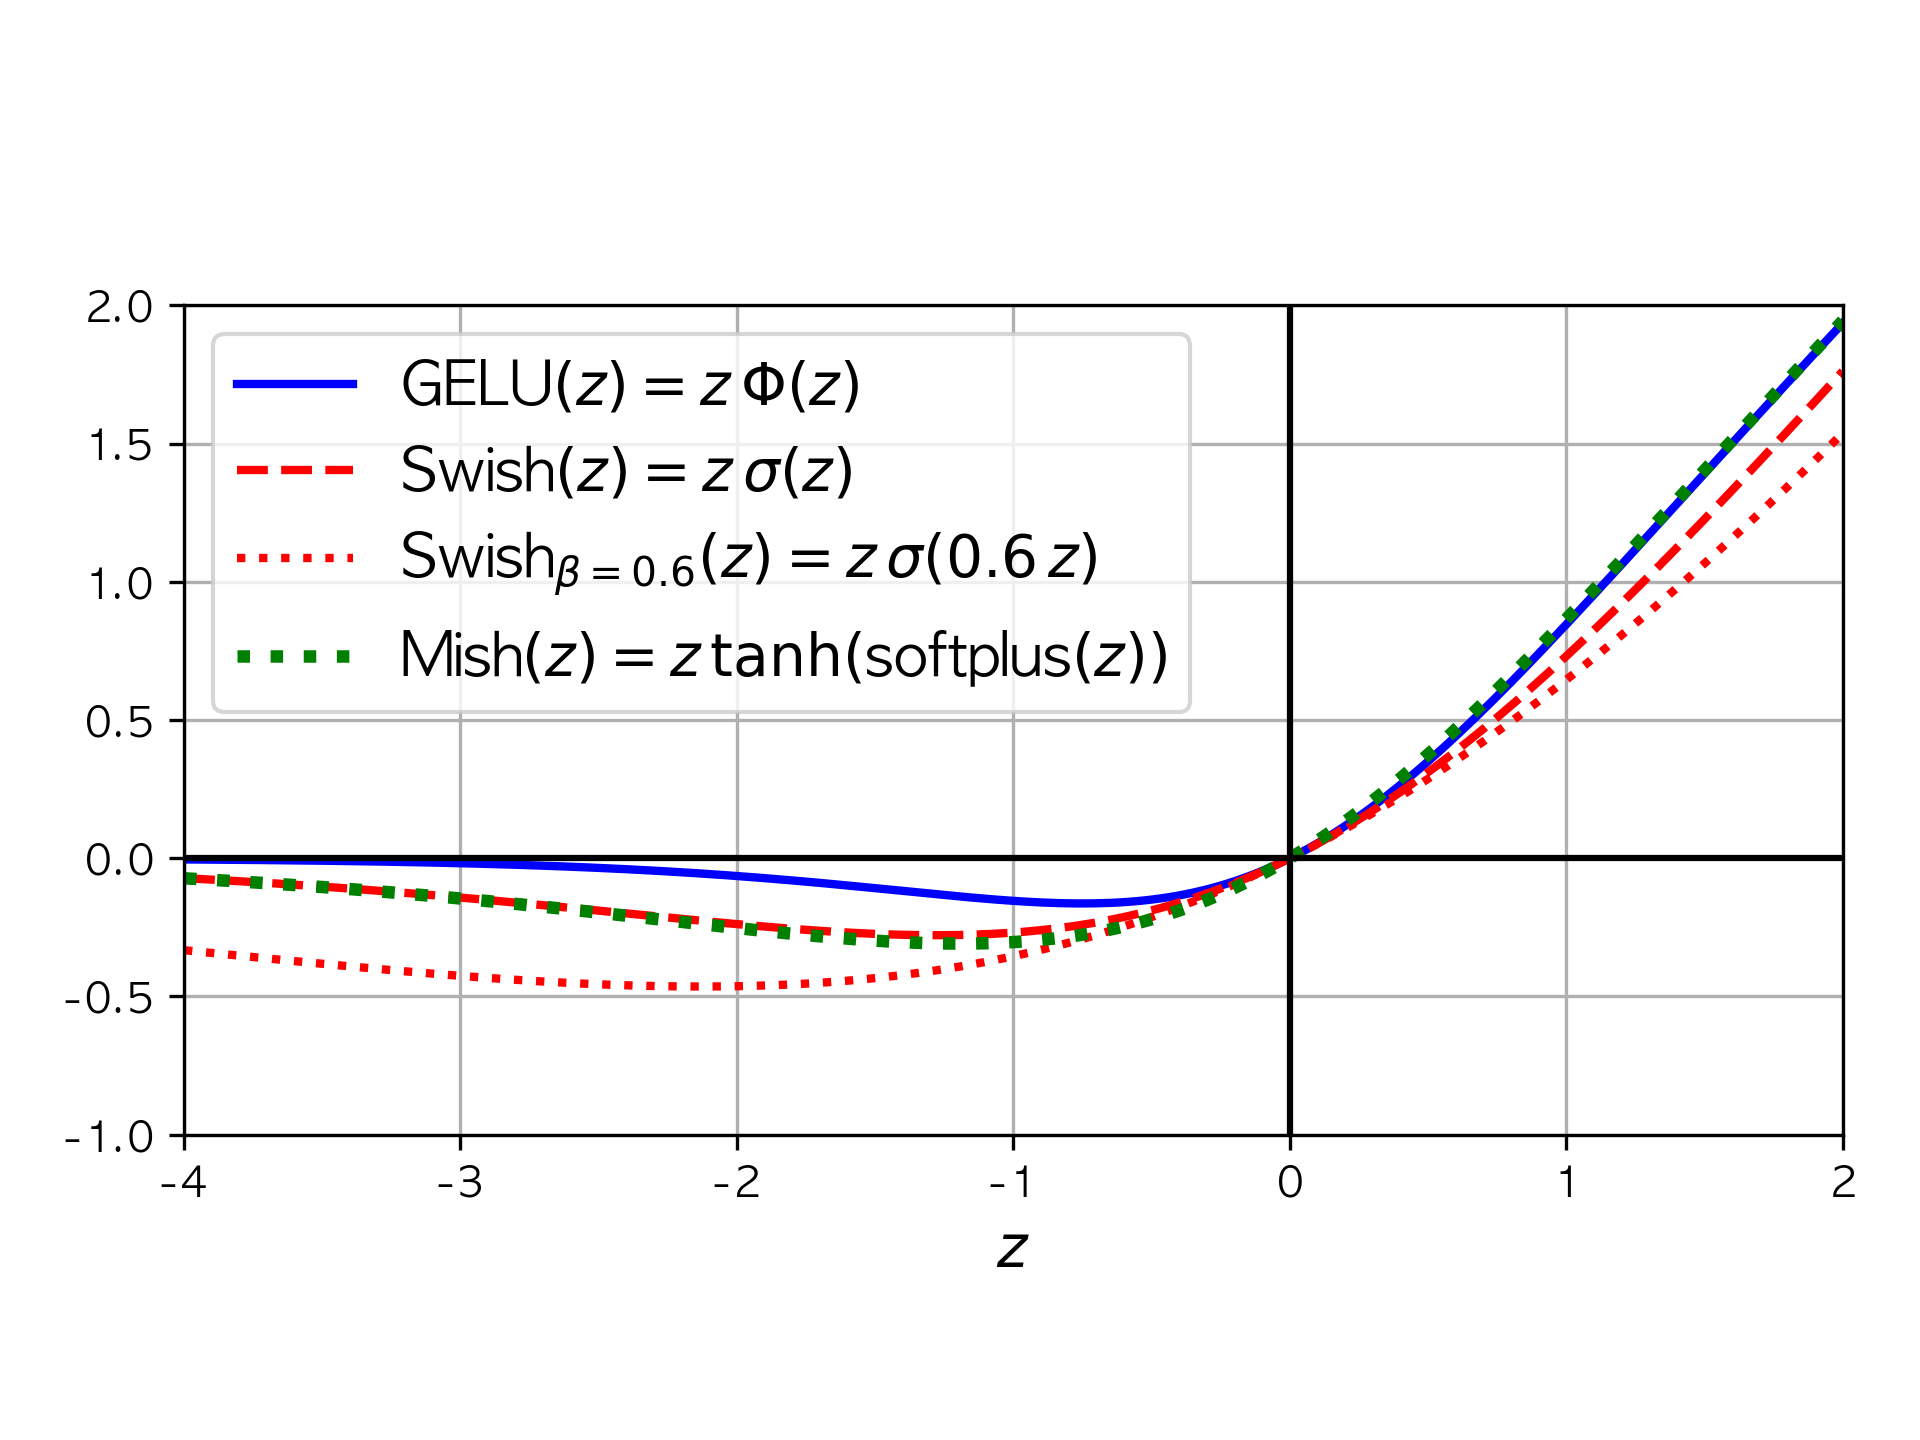 2.0
GELU(z) = z Φ(z)
1.5
Swish(z) = z σ(z)
Swishβ = 0.6(z) = z σ(0.6 z)
1.0
Mish(z) = z tanh(softplus(z))
0.5
0.0
-0.5
-1.0
-4 -3 -2 -1 0 1 2
z